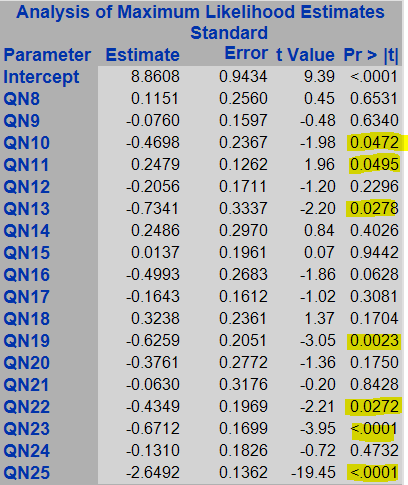 Analysis of Maximum Likelihood Estimates
Standard
Parameter Estimate Error t Value Pr > |t|
Intercept 8.8608 0.9434 9.39 <.0001
QN8 0.1151 0.2560 0.45 0.6531
QN9 -0.0760 0.1597 -0.48 0.6340
QN10 -0.4698 0.2367 -1.98 0.0472
QN11 0.2479 0.1262 1.96 0.0495
QN12 -0.2056 0.1711 -1.20 0.2296
QN13 -0.7341 0.3337 -2.20 0.0278
QN14 0.2486 0.2970 0.84 0.4026
QN15 0.0137 0.1961 0.07 0.9442
QN16 -0.4993 0.2683 -1.86 0.0628
QN17 -0.1643 0.1612 -1.02 0.3081
QN18 0.3238 0.2361 1.37 0.1704
QN19 -0.6259 0.2051 -3.05 0.0023
QN20 -0.3761 0.2772 -1.36 0.1750
QN21 -0.0630 0.3176 -0.20 0.8428
QN22 -0.4349 0.1969 -2.21 0.0272
QN23 -0.6712 0.1699 -3.95 <.0001
QN24 -0.1310 0.1826 -0.72 0.4732
QN25 -2.6492 0.1362 -19.45 <.0001